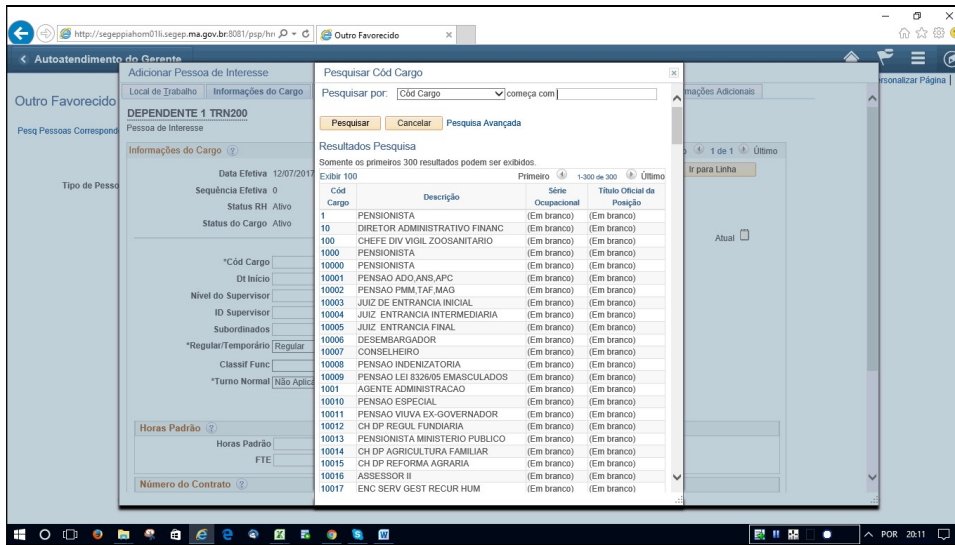 http://segeppiahom01li.segep.ma.gov.br:8081/psp/hn
Outro Favorecido
Autoatendimento do Gerente
Personalizar Página
Outro Favorecido
Pesq Pessoas Correspond
Tipo de Pesso
Adicionar Pessoa de Interesse
Local de Trabalho Informações do Cargo
mações Adicionais
DEPENDENTE 1 TRN200
Pessoa de Interesse
Informações do Cargo
1 de 1 Último
Data Efetiva 12/07/2017
Ir para Linha
Sequência Efetiva 0
Status RH Ativo
Status do Cargo Ativo
Atual
*Cód Cargo
Dt Início
Nível do Supervisor
ID Supervisor
Subordinados
*Regular/Temporário Regular
Classif Func
*Turno Normal Não Aplica
Horas Padrão
Horas Padrão
FTE
Número do Contrato
Pesquisar Cód Cargo
Pesquisar por: Cód Cargo começa com
Pesquisar Cancelar Pesquisa Avançada
Resultados Pesquisa
Somente os primeiros 300 resultados podem ser exibidos.
Exibir 100 Primeiro 1-300 de 300 Último
Cód Cargo Descrição Série Ocupacional Título Oficial da Posição
1 PENSIONISTA (Em branco) (Em branco)
10 DIRETOR ADMINISTRATIVO FINANC (Em branco) (Em branco)
100 CHEFE DIV VIGIL ZOOSANITARIO (Em branco) (Em branco)
1000 PENSIONISTA (Em branco) (Em branco)
10000 PENSIONISTA (Em branco) (Em branco)
10001 PENSAO ADO,ANS,APC (Em branco) (Em branco)
10002 PENSAO PMM,TAF,MAG (Em branco) (Em branco)
10003 JUIZ DE ENTRANCIA INICIAL (Em branco) (Em branco)
10004 JUIZ ENTRANCIA INTERMEDIARIA (Em branco) (Em branco)
10005 JUIZ ENTRANCIA FINAL (Em branco) (Em branco)
10006 DESEMBARGADOR (Em branco) (Em branco)
10007 CONSELHEIRO (Em branco) (Em branco)
10008 PENSAO INDENIZATORIA (Em branco) (Em branco)
10009 PENSAO LEI 8326/05 EMASCULADOS (Em branco) (Em branco)
1001 AGENTE ADMINISTRACAO (Em branco) (Em branco)
10010 PENSAO ESPECIAL (Em branco) (Em branco)
10011 PENSAO VIUVA EX-GOVERNADOR (Em branco) (Em branco)
10012 CH DP REGUL FUNDIARIA (Em branco) (Em branco)
10013 PENSIONISTA MINISTERIO PUBLICO (Em branco) (Em branco)
10014 CH DP AGRICULTURA FAMILIAR (Em branco) (Em branco)
10015 CH DP REFORMA AGRARIA (Em branco) (Em branco)
10016 ASSESSOR II (Em branco) (Em branco)
10017 ENC SERV GEST RECUR HUM (Em branco) (Em branco)
POR 20:11